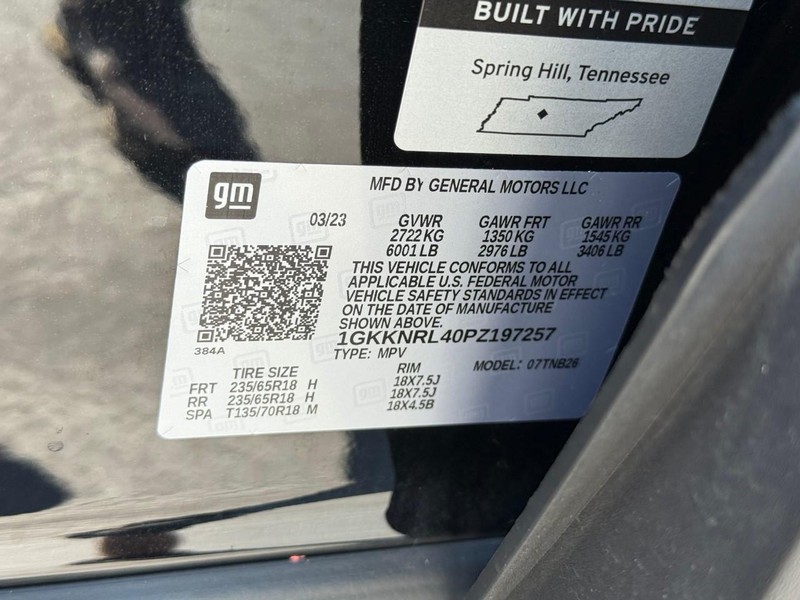 BUILT WITH PRIDE
Spring Hill, Tennessee
gm
MFD BY GENERAL MOTORS LLC
03/23 GVWR GAWR FRT GAWR RR
2722 KG 1350 KG 1545 KG
6001 LB 2976 LB 3406 LB
THIS VEHICLE CONFORMS TO ALL
APPLICABLE U.S. FEDERAL MOTOR
VEHICLE SAFETY STANDARDS IN EFFECT
ON THE DATE OF MANUFACTURE
SHOWN ABOVE.
1GKKNRL40PZ197257
384A
TYPE: MPV MODEL: 07TNB26
TIRE SIZE RIM
FRT 235/65R18 H 18X7.5J
RR 235/65R18 H 18X7.5J
SPA T135/70R18 M 18X4.5B